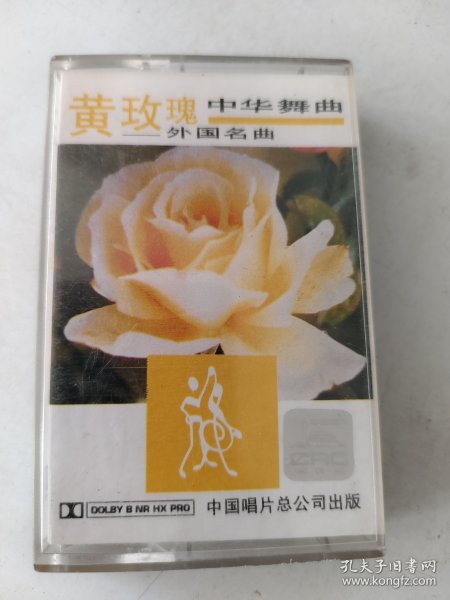 黄玫瑰 中华舞曲
外国名曲
CRC
DOLBY B NR HX PRO 中国唱片总公司出版
孔夫子旧书网
www.kongfz.com